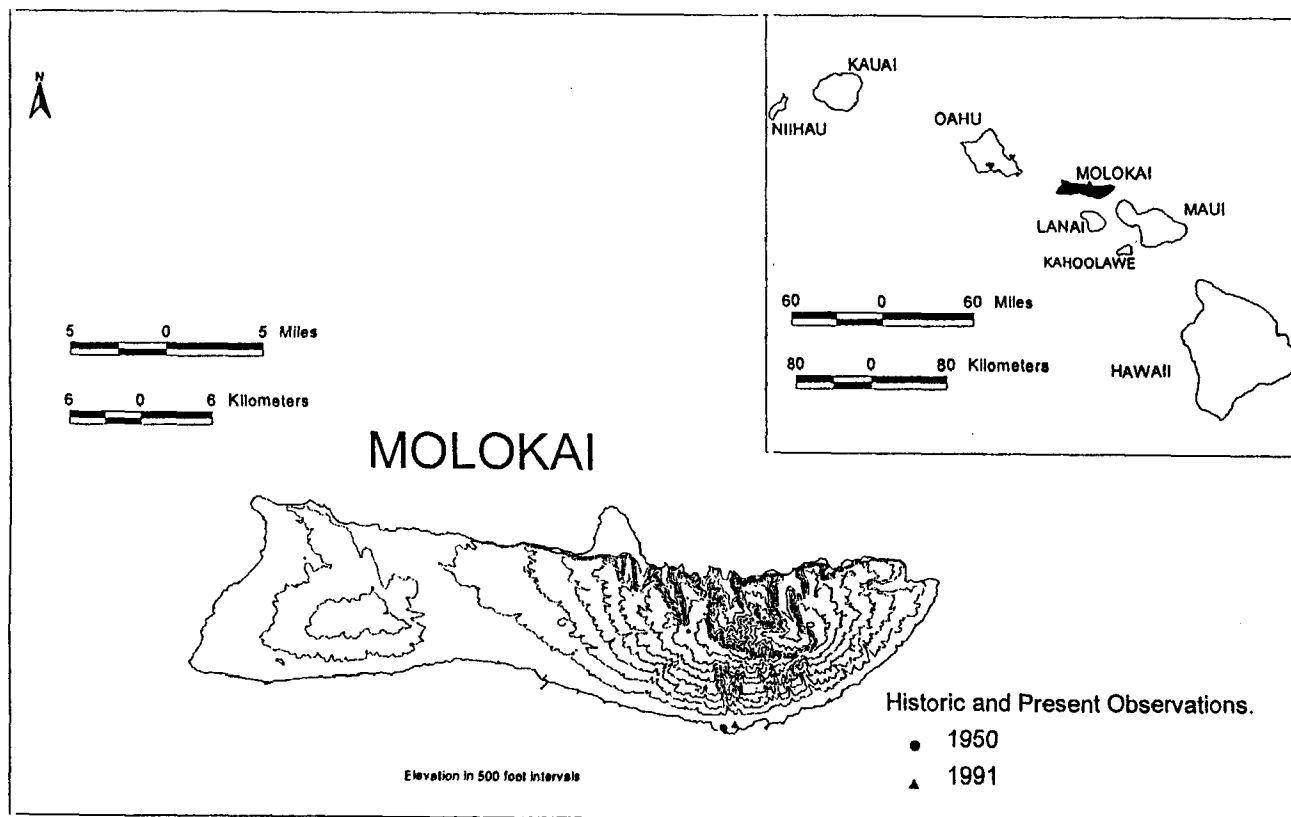 N
KAUAI
NIIHAU
OAHU
MOLOKAI
LANAI
MAUI
KAHOOLAWE
60 0 60 Miles
80 0 80 Kilometers
HAWAII
5 0 5 Miles
6 0 6 Kilometers
MOLOKAI
Historic and Present Observations.
1950
1991
Elevation in 500 foot intervals